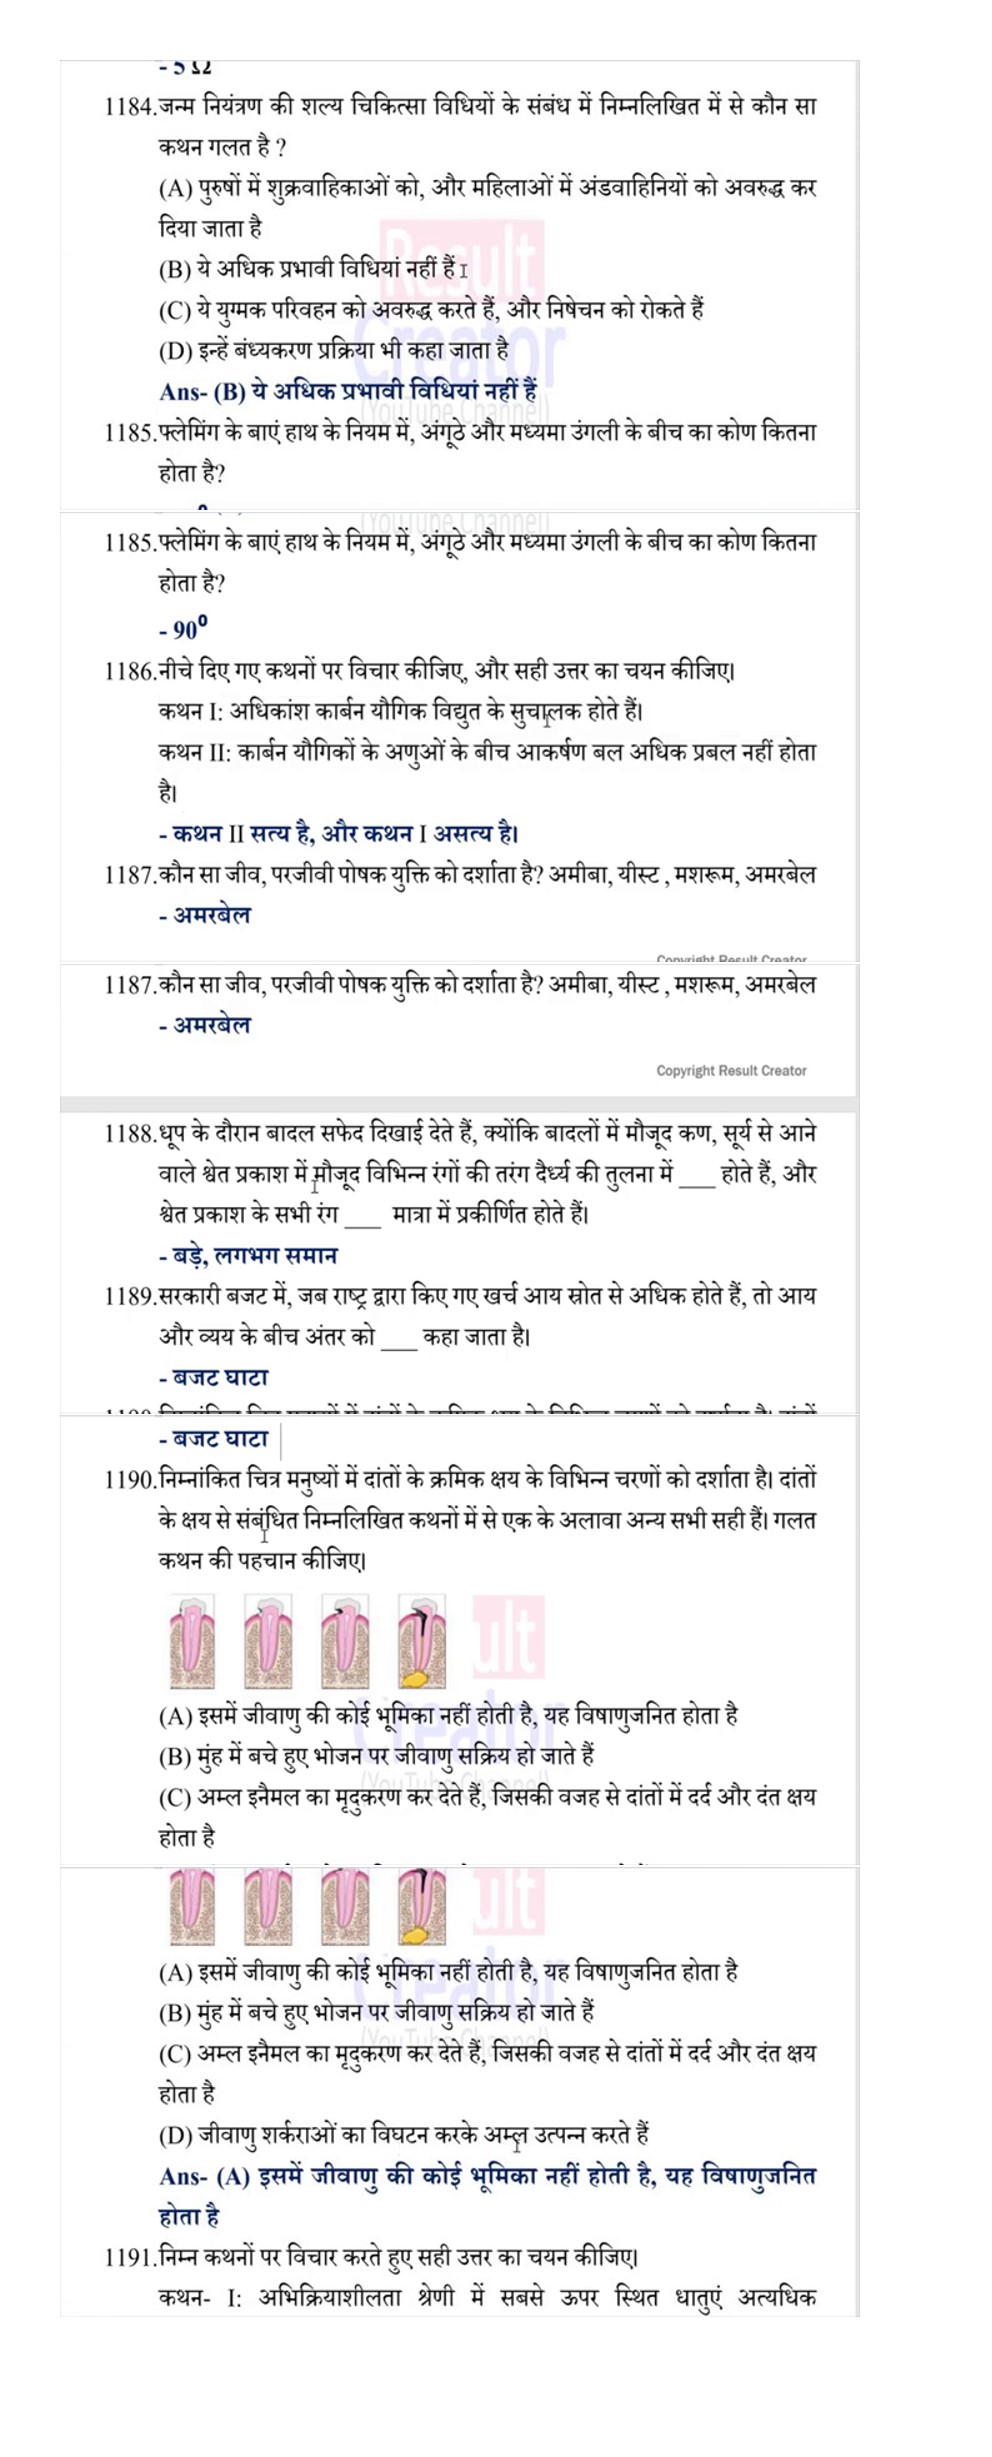 - 5 Ω
1184.जन्म नियंत्रण की शल्य चिकित्सा विधियों के संबंध में निम्नलिखित में से कौन सा
कथन गलत है ?
(A) पुरुषों में शुक्रवाहिकाओं को, और महिलाओं में अंडवाहिनियों को अवरुद्ध कर
दिया जाता है
(B) ये अधिक प्रभावी विधियां नहीं हैं
(C) ये युग्मक परिवहन को अवरुद्ध करते हैं, और निषेचन को रोकते हैं
(D) इन्हें बंध्यकरण प्रक्रिया भी कहा जाता है
Ans- (B) ये अधिक प्रभावी विधियां नहीं हैं
1185.फ्लेमिंग के बाएं हाथ के नियम में, अंगूठे और मध्यमा उंगली के बीच का कोण कितना
होता है?
1185.फ्लेमिंग के बाएं हाथ के नियम में, अंगूठे और मध्यमा उंगली के बीच का कोण कितना
होता है?
- 90⁰
1186.नीचे दिए गए कथनों पर विचार कीजिए, और सही उत्तर का चयन कीजिए।
कथन I: अधिकांश कार्बन यौगिक विद्युत के सुचालक होते हैं।
कथन II: कार्बन यौगिकों के अणुओं के बीच आकर्षण बल अधिक प्रबल नहीं होता
है।
- कथन II सत्य है, और कथन I असत्य है।
1187.कौन सा जीव, परजीवी पोषक युक्ति को दर्शाता है? अमीबा, यीस्ट , मशरूम, अमरबेल
- अमरबेल
Copyright Result Creator
1187.कौन सा जीव, परजीवी पोषक युक्ति को दर्शाता है? अमीबा, यीस्ट , मशरूम, अमरबेल
- अमरबेल
Copyright Result Creator
1188.धूप के दौरान बादल सफेद दिखाई देते हैं, क्योंकि बादलों में मौजूद कण, सूर्य से आने
वाले श्वेत प्रकाश में मौजूद विभिन्न रंगों की तरंग दैर्ध्य की तुलना में ___ होते हैं, और
श्वेत प्रकाश के सभी रंग ___ मात्रा में प्रकीर्णित होते हैं।
- बड़े, लगभग समान
1189.सरकारी बजट में, जब राष्ट्र द्वारा किए गए खर्च आय स्रोत से अधिक होते हैं, तो आय
और व्यय के बीच अंतर को ___ कहा जाता है।
- बजट घाटा
- बजट घाटा
1190.निम्नांकित चित्र मनुष्यों में दांतों के क्रमिक क्षय के विभिन्न चरणों को दर्शाता है। दांतों
के क्षय से संबंधित निम्नलिखित कथनों में से एक के अलावा अन्य सभी सही हैं। गलत
कथन की पहचान कीजिए।
(A) इसमें जीवाणु की कोई भूमिका नहीं होती है, यह विषाणुजनित होता है
(B) मुंह में बचे हुए भोजन पर जीवाणु सक्रिय हो जाते हैं
(C) अम्ल इनैमल का मृदुकरण कर देते हैं, जिसकी वजह से दांतों में दर्द और दंत क्षय
होता है
(A) इसमें जीवाणु की कोई भूमिका नहीं होती है, यह विषाणुजनित होता है
(B) मुंह में बचे हुए भोजन पर जीवाणु सक्रिय हो जाते हैं
(C) अम्ल इनैमल का मृदुकरण कर देते हैं, जिसकी वजह से दांतों में दर्द और दंत क्षय
होता है
(D) जीवाणु शर्कराओं का विघटन करके अम्ल उत्पन्न करते हैं
Ans- (A) इसमें जीवाणु की कोई भूमिका नहीं होती है, यह विषाणुजनित
होता है
1191.निम्न कथनों पर विचार करते हुए सही उत्तर का चयन कीजिए।
कथन- I: अभिक्रियाशीलता श्रेणी में सबसे ऊपर स्थित धातुएं अत्यधिक